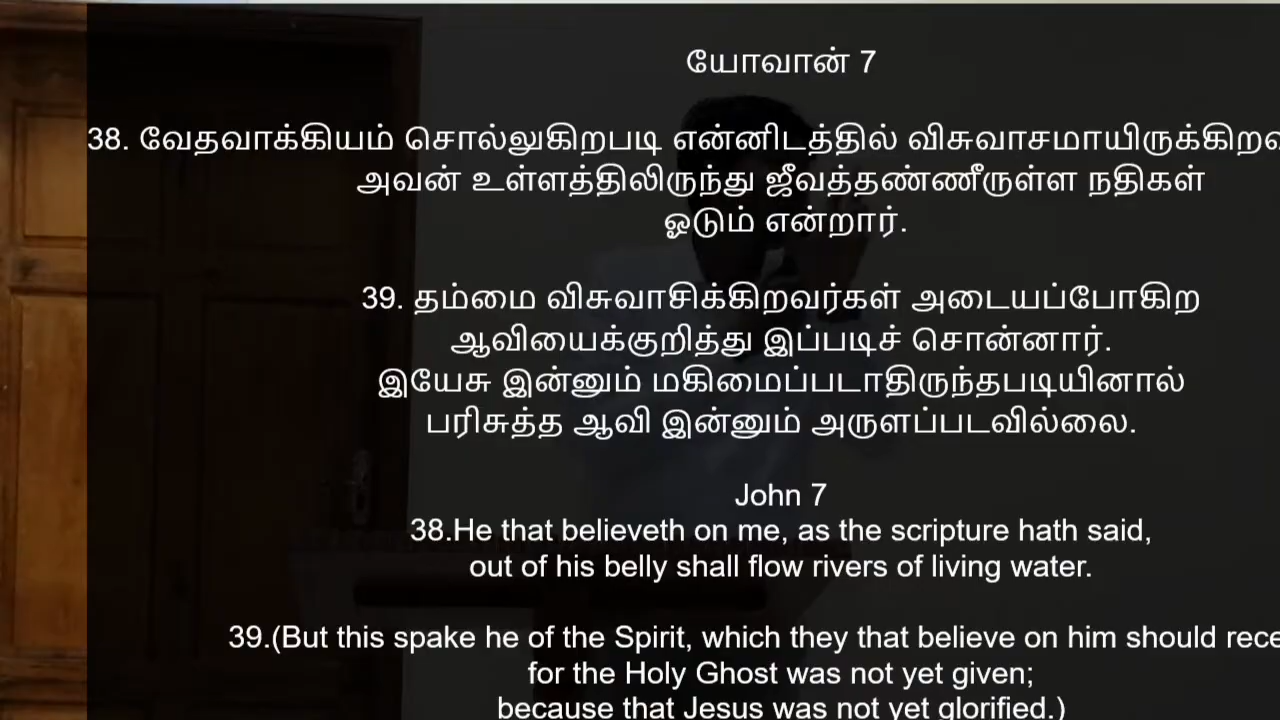 யோவான் 7
38. வேதவாக்கியம் சொல்லுகிறபடி என்னிடத்தில்
அவன் உள்ளத்திலிருந்து ஜீவத்தண்ணீருள்ள நதிகள்
ஓடும் என்றார்.
39. தம்மை விசுவாசிக்கிறவர்கள் அடையப்போகிற
ஆவியைக்குறித்து இப்படிச் சொன்னார்.
இயேசு இன்னும் மகிமைப்படாதிருந்தபடியினால்
பரிசுத்த ஆவி இன்னும் அருளப்படவில்லை.
John 7
38.He that believeth on me, as the scripture hath said,
out of his belly shall flow rivers of living water.
39.(But this spake he of the Spirit, which they that believe on him should
for the Holy Ghost was not yet given;
because that Jesus was not yet glorified.)